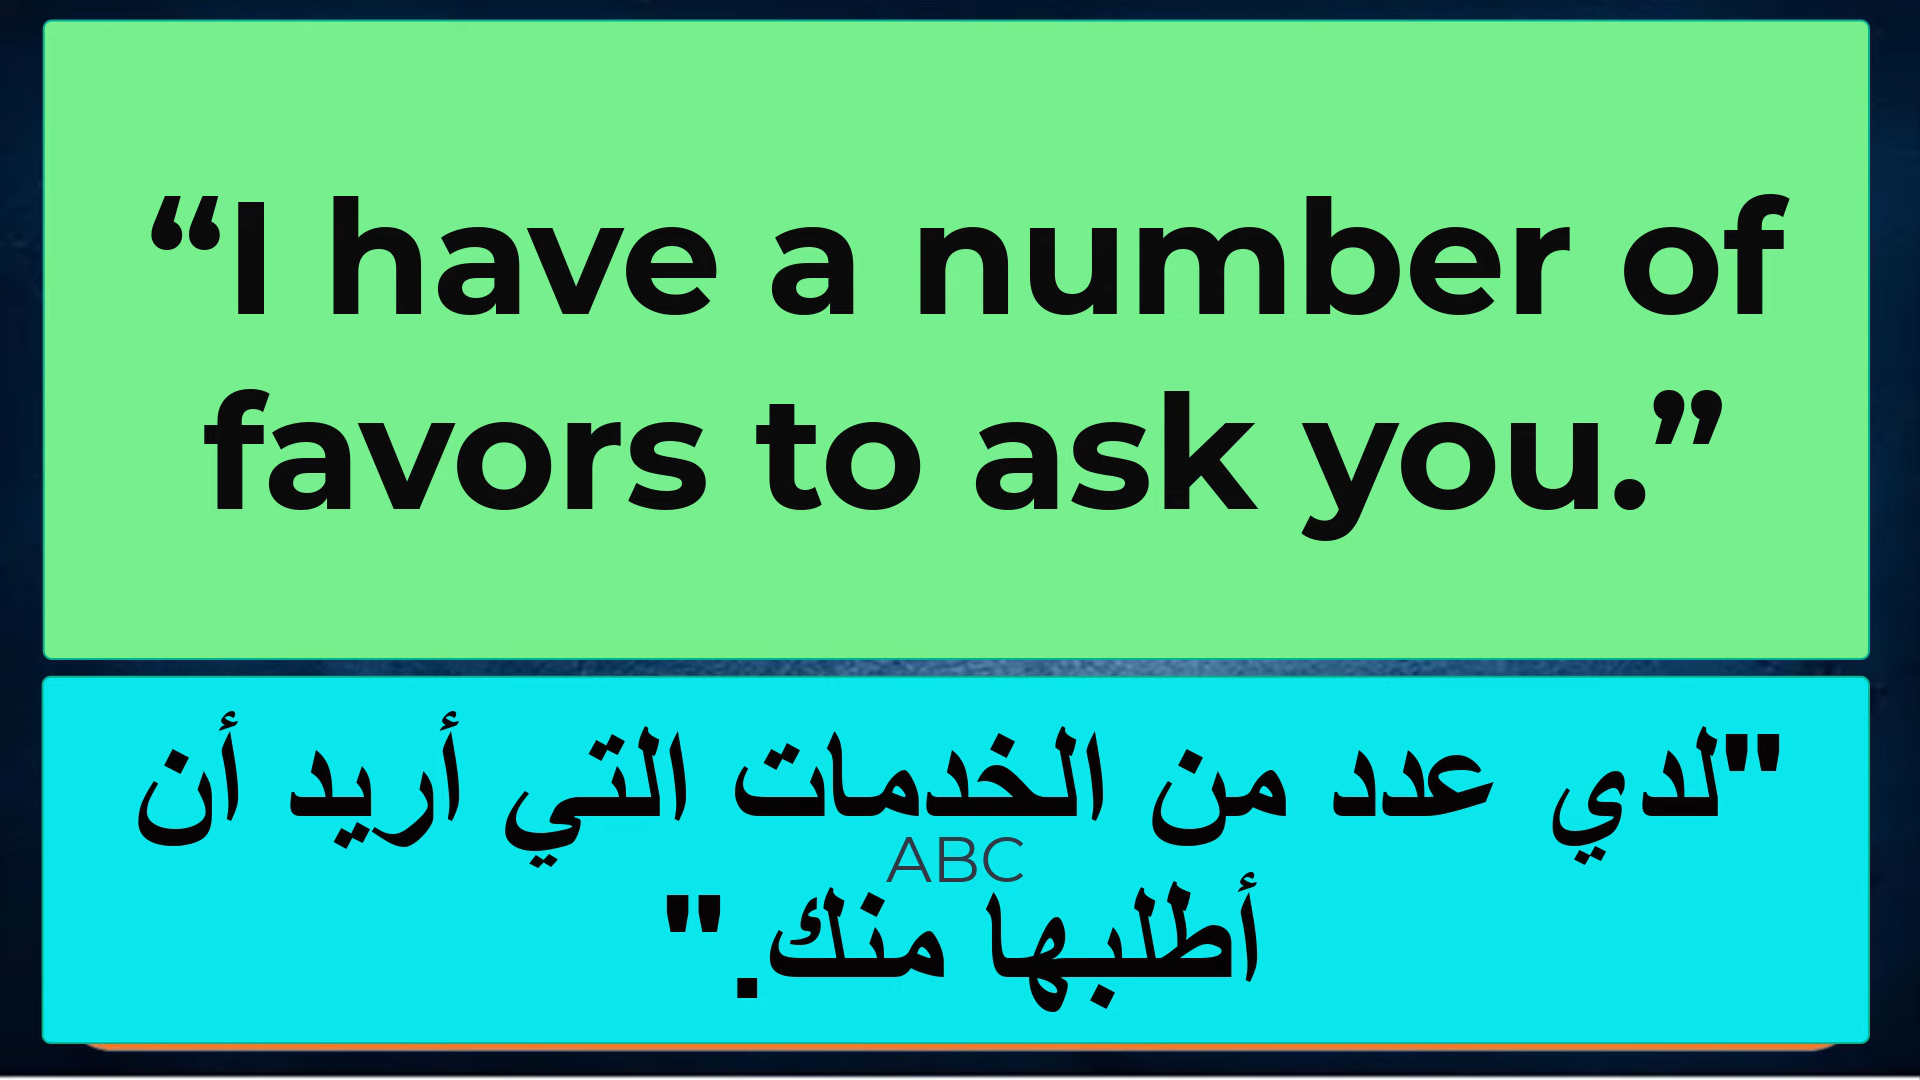 “I have a number of
favors to ask you.”
"لدي عدد من الخدمات التي أريد أن
ABC
أطلبها منك."